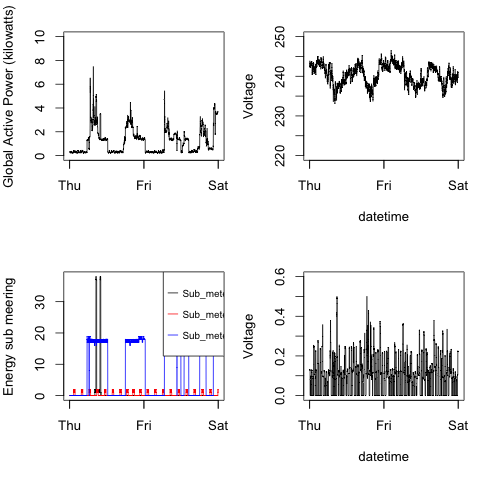 Global Active Power (kilowatts)
10
8
6
4
2
0
Thu
Fri
Sat
Voltage
250
240
230
220
Thu
Fri
Sat
datetime
Energy sub meering
30
20
10
0
Sub_mete
Sub_mete
Sub_mete
Thu
Fri
Sat
Voltage
0.6
0.4
0.2
0.0
Thu
Fri
Sat
datetime